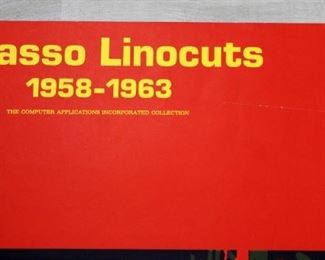 asso Linocuts
1958-1963
THE COMPUTER APPLICATIONS INCORPORATED COLLECTION